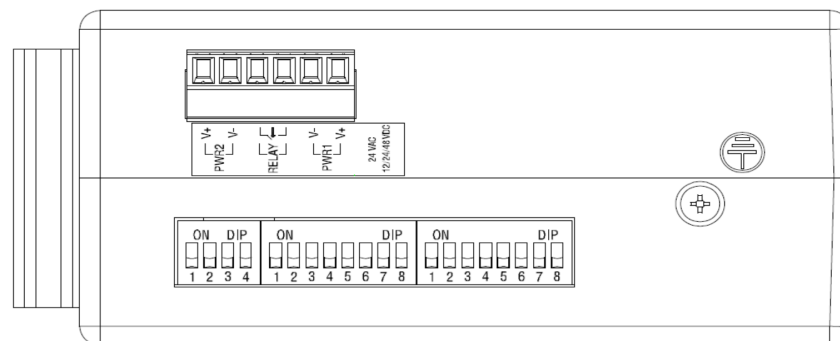 V+ V- V- V+
PWR2 RELAY PWR1
24 VAC
12/24/48VDC
ON DIP ON DIP ON DIP
1 2 3 4 1 2 3 4 5 6 7 8 1 2 3 4 5 6 7 8